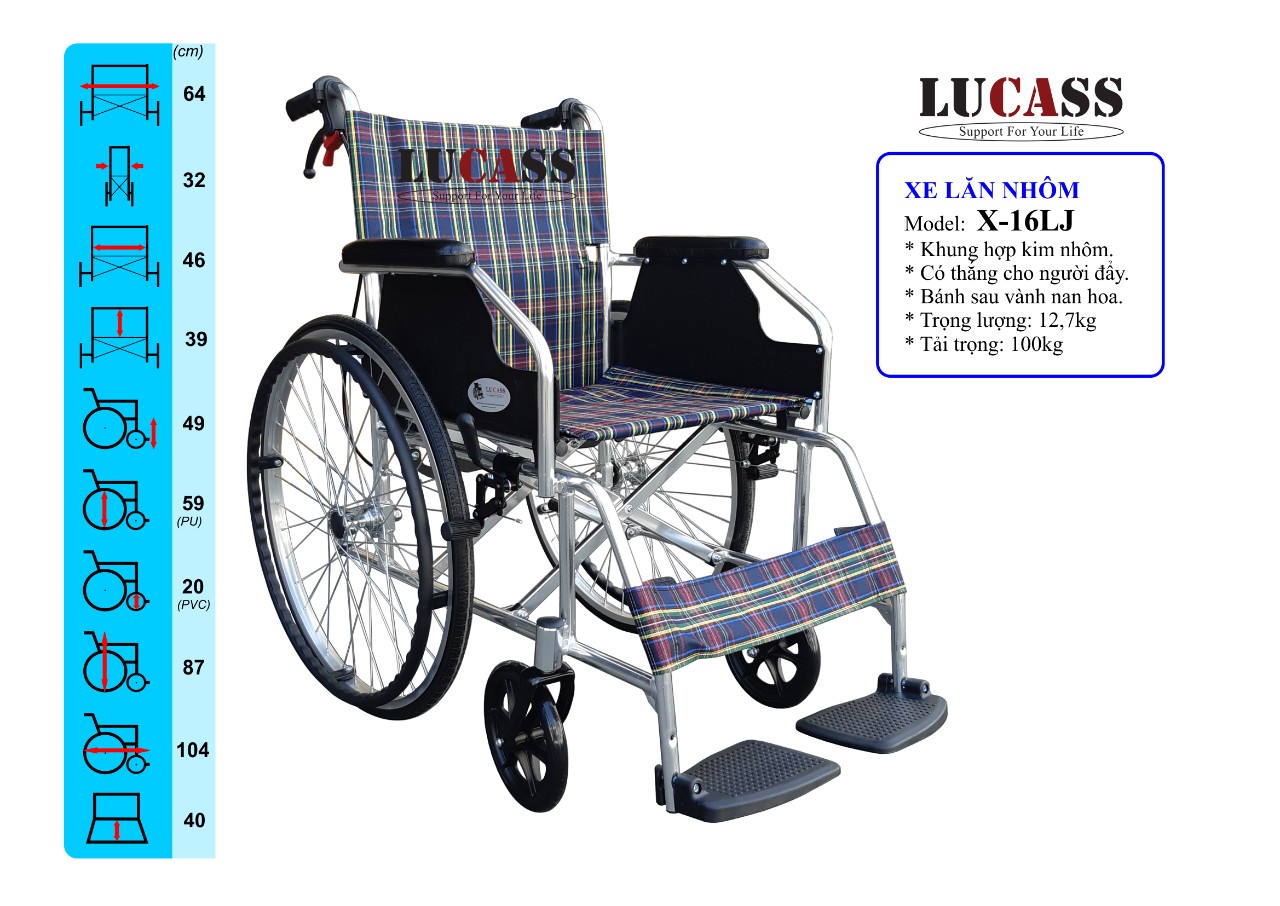 (cm)
64
32
46
39
49
59
(PU)
20
(PVC)
87
104
40
LUCASS
Support For Your Life
LUCASS
LUCASS
Support For Your Life
XE LĂN NHÔM
Model: X-16LJ
* Khung hợp kim nhôm.
* Có thắng cho người đẩy.
* Bánh sau vành nan hoa.
* Trọng lượng: 12,7kg
* Tải trọng: 100kg